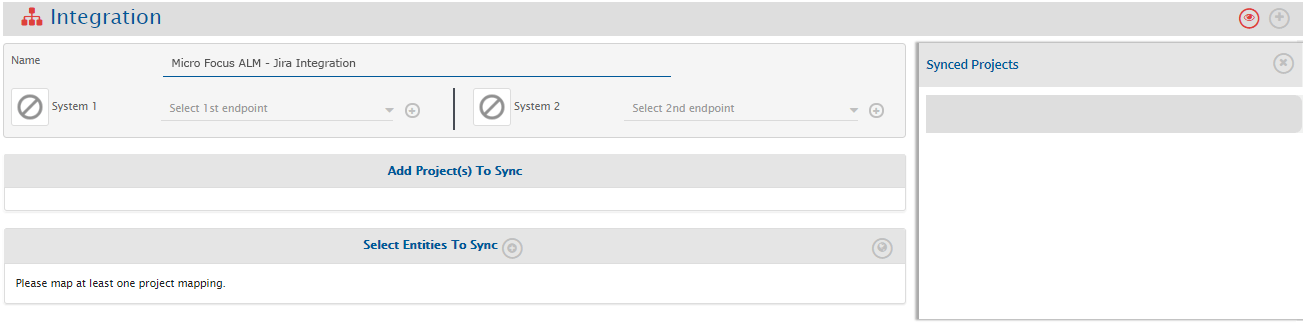 Integration
Name
Micro Focus ALM - Jira Integration
System 1
Select 1st endpoint
System 2
Select 2nd endpoint
Add Project(s) To Sync
Select Entities To Sync
Please map at least one project mapping.
Synced Projects